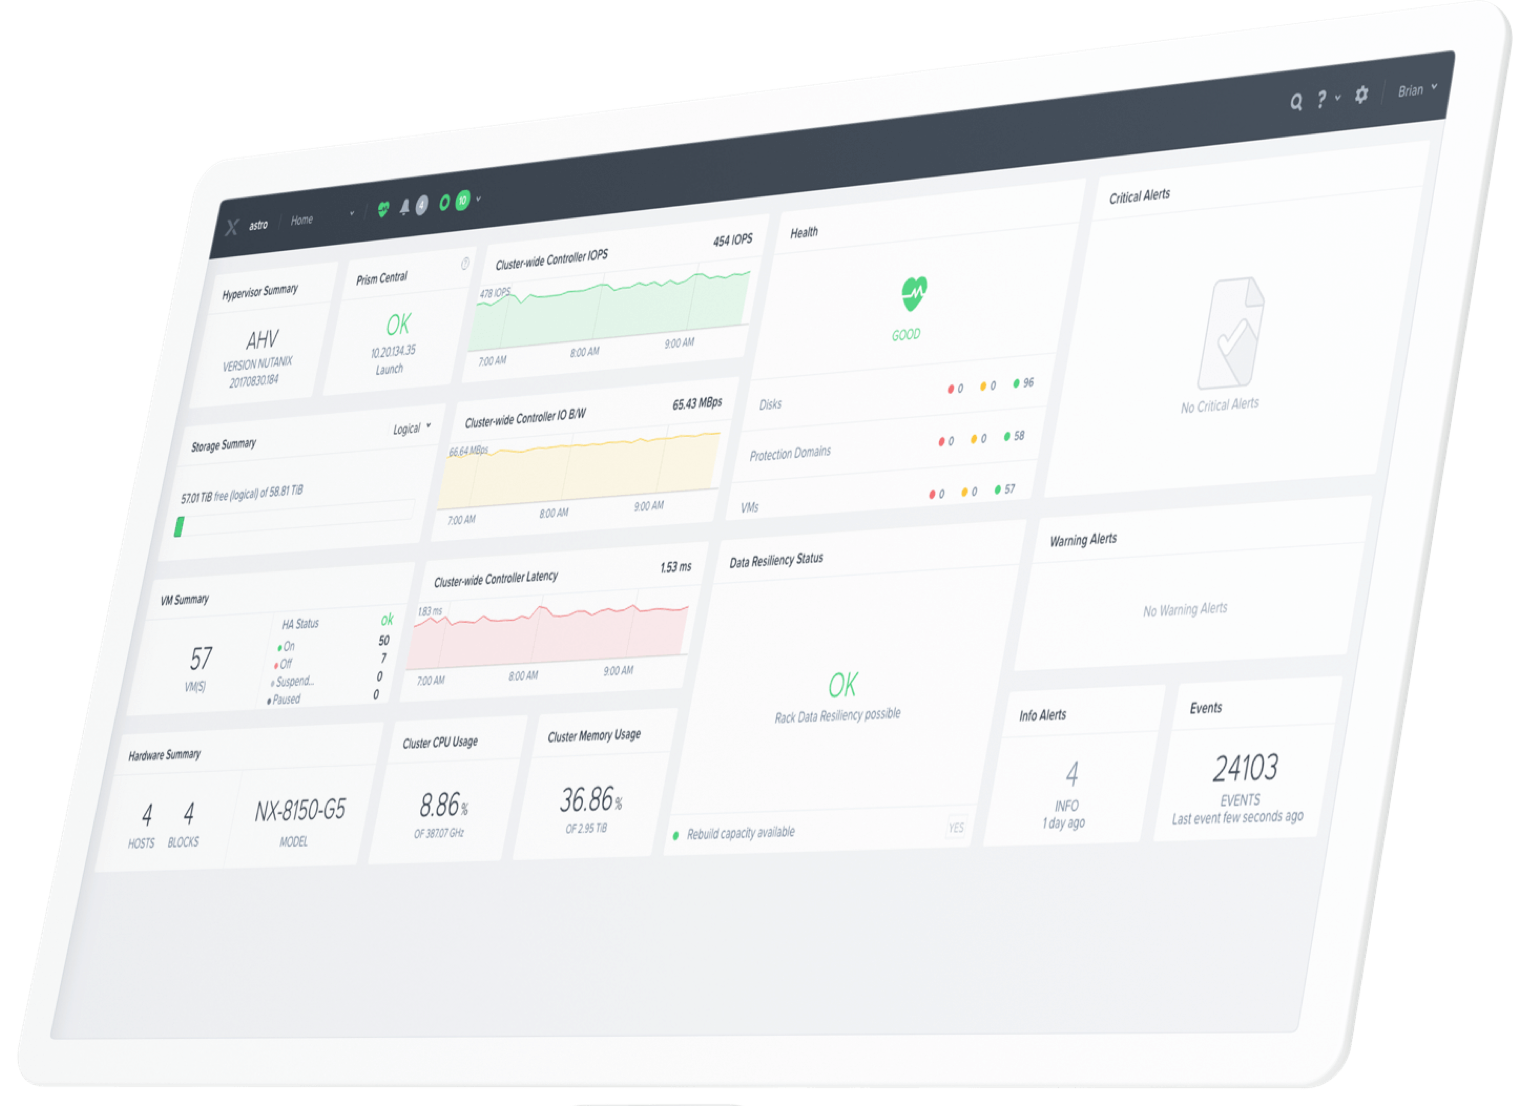 astro
Home
4
10
?
Brian
Hypervisor Summary
AHV
VERSION NUTANIX
20170830.184
Prism Central
?
OK
10.20.134.35
Launch
Cluster-wide Controller IOPS
454 IOPS
478 IOPS
7:00 AM
8:00 AM
9:00 AM
Health
GOOD
Disks
0
0
96
Protection Domains
0
0
58
VMs
0
0
57
Critical Alerts
No Critical Alerts
Storage Summary
Logical
57.01 TiB free (logical) of 58.81 TiB
Cluster-wide Controller IO B/W
65.43 MBps
66.64 MBps
7:00 AM
8:00 AM
9:00 AM
VM Summary
57
VM(S)
HA Status
ok
On
50
Off
7
Suspend...
0
Paused
0
Cluster-wide Controller Latency
1.53 ms
1.83 ms
7:00 AM
8:00 AM
9:00 AM
Data Resiliency Status
OK
Rack Data Resiliency possible
Rebuild capacity available
YES
Warning Alerts
No Warning Alerts
Hardware Summary
4
HOSTS
4
BLOCKS
NX-8150-G5
MODEL
Cluster CPU Usage
8.86%
OF 387.07 GHz
Cluster Memory Usage
36.86%
OF 2.95 TiB
Info Alerts
4
INFO
1 day ago
Events
24103
EVENTS
Last event few seconds ago